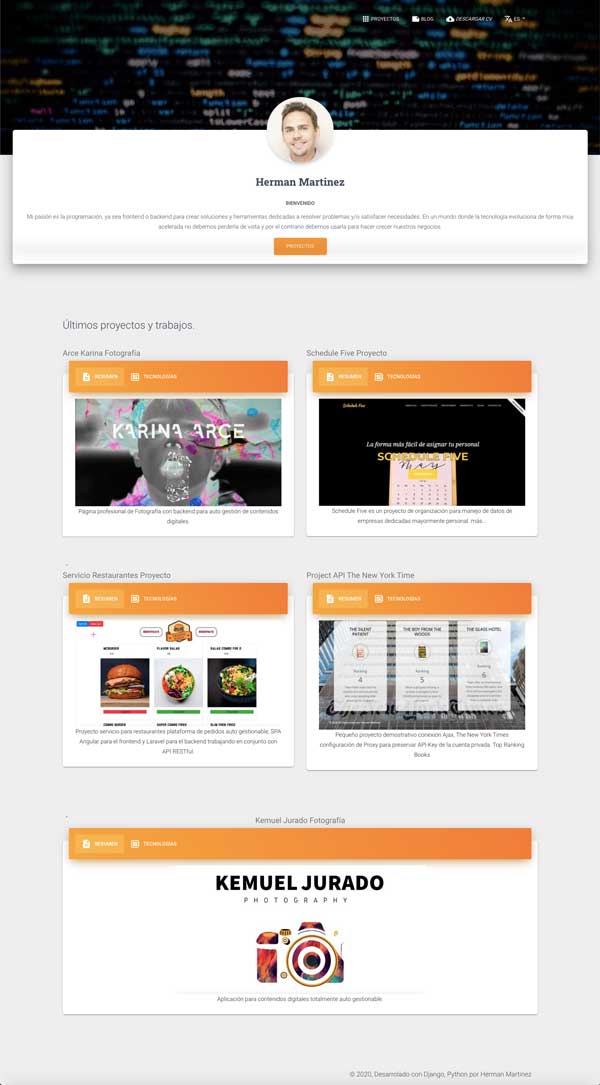 PROYECTOS BLOG DESCARGAR CV ES
Herman Martinez
BIENVENIDO
Mi pasión es la programación, ya sea frontend o backend para crear soluciones y herramientas dedicadas a resolver problemas y/o satisfacer necesidades. En un mundo donde la tecnología evoluciona de forma muy
acelerada no debemos perderla de vista y por el contrario debemos usarla para hacer crecer nuestros negocios.
PROYECTOS
Últimos proyectos y trabajos.
Arce Karina Fotografía
RESUMEN TECNOLOGÍAS
KARINA ARCE
Página profesional de Fotografía con backend para auto gestión de contenidos
digitales.
Schedule Five Proyecto
RESUMEN TECNOLOGÍAS
Schedule Five
La forma más fácil de asignar tu personal
SCHEDULE FIVE
MAY
Schedule Five es un proyecto de organización para manejo de datos de
empresas dedicadas mayormente personal. más...
Servicio Restaurantes Proyecto
RESUMEN TECNOLOGÍAS
MCBURGER
FLAVOR SALAD
SALAD COMBO FOR 2
COMBO BURGER
SUPER COMBO FRIED
SLIM FIVER FRIED
Proyecto servicio para restaurantes plataforma de pedidos auto gestionable, SPA
Angular para el frontend y Laravel para el backend trabajando en conjunto con
API RESTful.
Project API The New York Time
RESUMEN TECNOLOGÍAS
THE SILENT
PATIENT
Ranking
4
THE BOY FROM THE
WOODS
Ranking
5
THE GLASS HOTEL
Ranking
6
Pequeño proyecto demostrativo conexión Ajax, The New York Times
configuración de Proxy para preservar API-Key de la cuenta privada. Top Ranking
Books
Kemuel Jurado Fotografía
RESUMEN TECNOLOGÍAS
KEMUEL JURADO
PHOTOGRAPHY
Aplicación para contenidos digitales totalmente auto gestionable
© 2020, Desarrolado con Django, Python por Herman Martinez